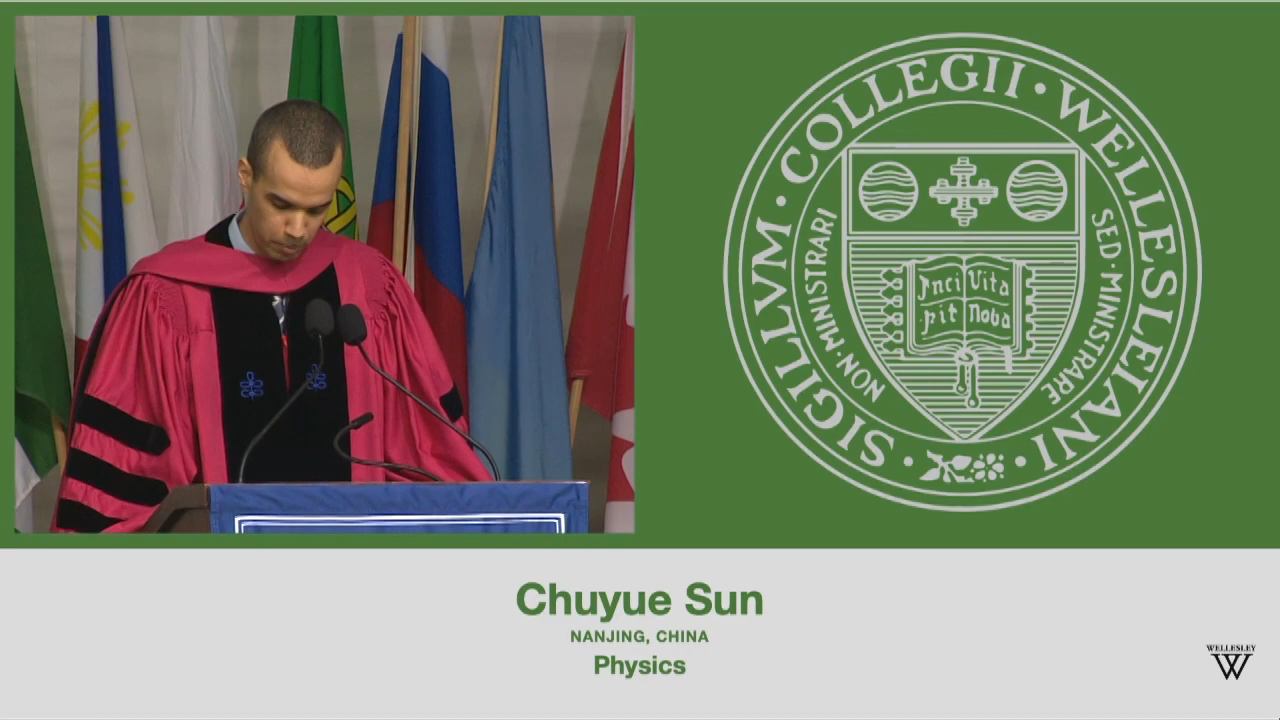 SIGILLVM · COLLEGII · WELLESLEIANI ·
NON · MINISTRARI
SED · MINISTRARE
Inci Vita
pit Nova
Chuyue Sun
NANJING, CHINA
Physics
WELLESLEY
W